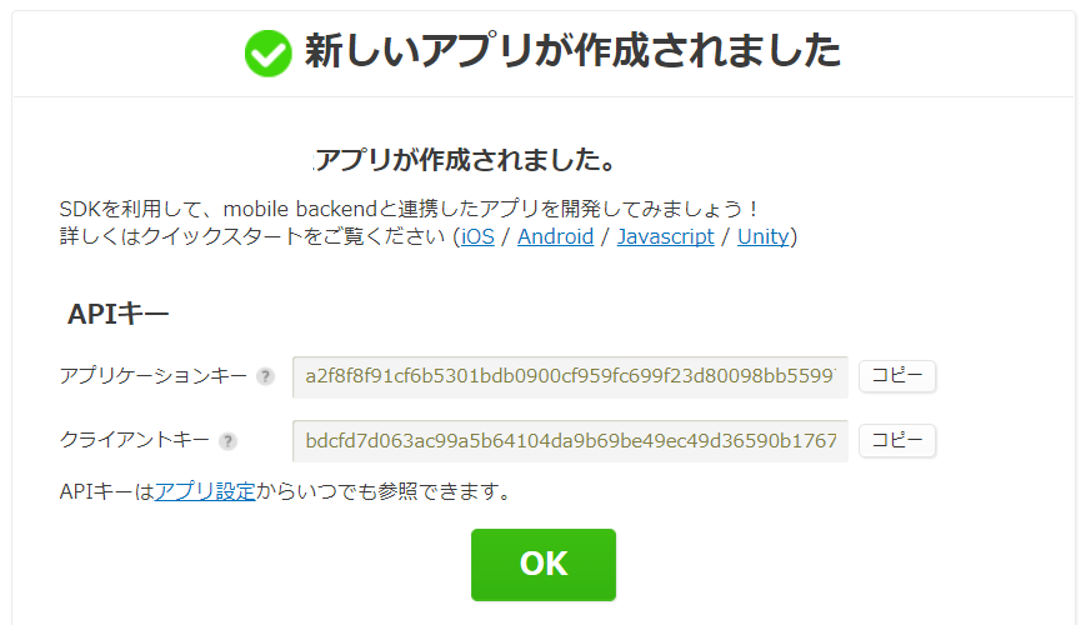 新しいアプリが作成されました
アプリが作成されました。
SDKを利用して、mobile backendと連携したアプリを開発してみましょう！
詳しくはクイックスタートをご覧ください (iOS / Android / Javascript / Unity)
APIキー
アプリケーションキー ? a2f8f8f91cf6b5301bdb0900cf959fc699f23d80098bb5599 コピー
クライアントキー ? bdcfd7d063ac99a5b64104da9b69be49ec49d36590b1767 コピー
APIキーはアプリ設定からいつでも参照できます。
OK